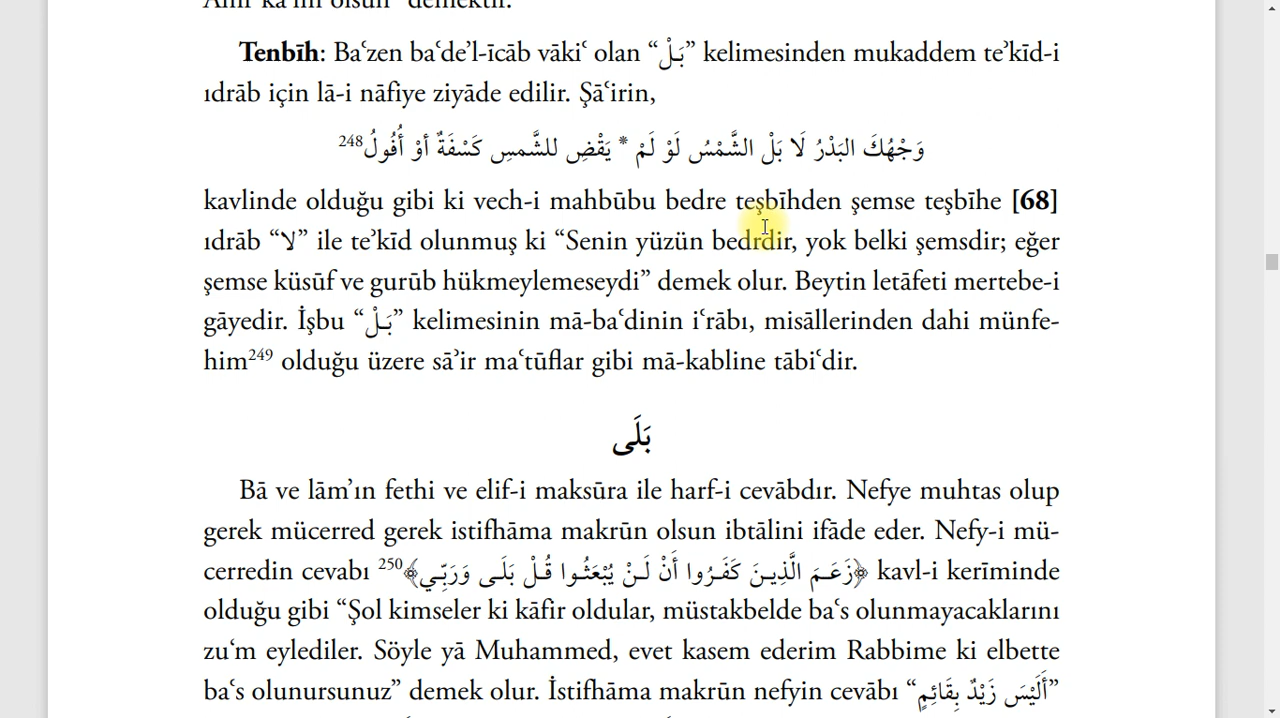 Tenbīh: Baʿzen baʿde’l-īcāb vākiʿ olan “بَلْ” kelimesinden mukaddem teʾkīd-i
ıdrāb için lā-i nāfiye ziyāde edilir. Şāʿirin,
وَجْهُكَ البَدْرُ لَا بَلْ الشَّمْسُ لَوْ لَمْ * يَقْضِ للشَّمسِ كَسْفَةٌ أوْ أُفُولُ248
kavlinde olduğu gibi ki vech-i mahbūbu bedre teşbīhden şemse teşbīhe [68]
ıdrāb “لا” ile teʾkīd olunmuş ki “Senin yüzün bedrdir, yok belki şemsdir; eğer
şemse küsūf ve gurūb hükmeylemeseydi” demek olur. Beytin letāfeti mertebe-i
gāyedir. İşbu “بَلْ” kelimesinin mā-baʿdinin iʿrābı, misāllerinden dahi münfe-
him249 olduğu üzere sāʾir maʿtūflar gibi mā-kabline tābiʿdir.
بَلَى
Bā ve lām’ın fethi ve elif-i maksūra ile harf-i cevābdır. Nefye muhtas olup
gerek mücerred gerek istifhāma makrūn olsun ibtālini ifāde eder. Nefy-i mü-
cerredin cevabı 250﴿زَعَمَ الَّذِينَ كَفَرُوا أَنْ لَنْ يُبْعَثُوا قُلْ بَلَى وَرَبِّي﴾ kavl-i kerīminde
olduğu gibi “Şol kimseler ki kāfir oldular, müstakbelde baʿs olunmayacaklarını
zuʿm eylediler. Söyle yā Muhammed, evet kasem ederim Rabbime ki elbette
baʿs olunursunuz” demek olur. İstifhāma makrūn nefyin cevābı “أَلَيْسَ زَيْدٌ بِقَائِمٍ”